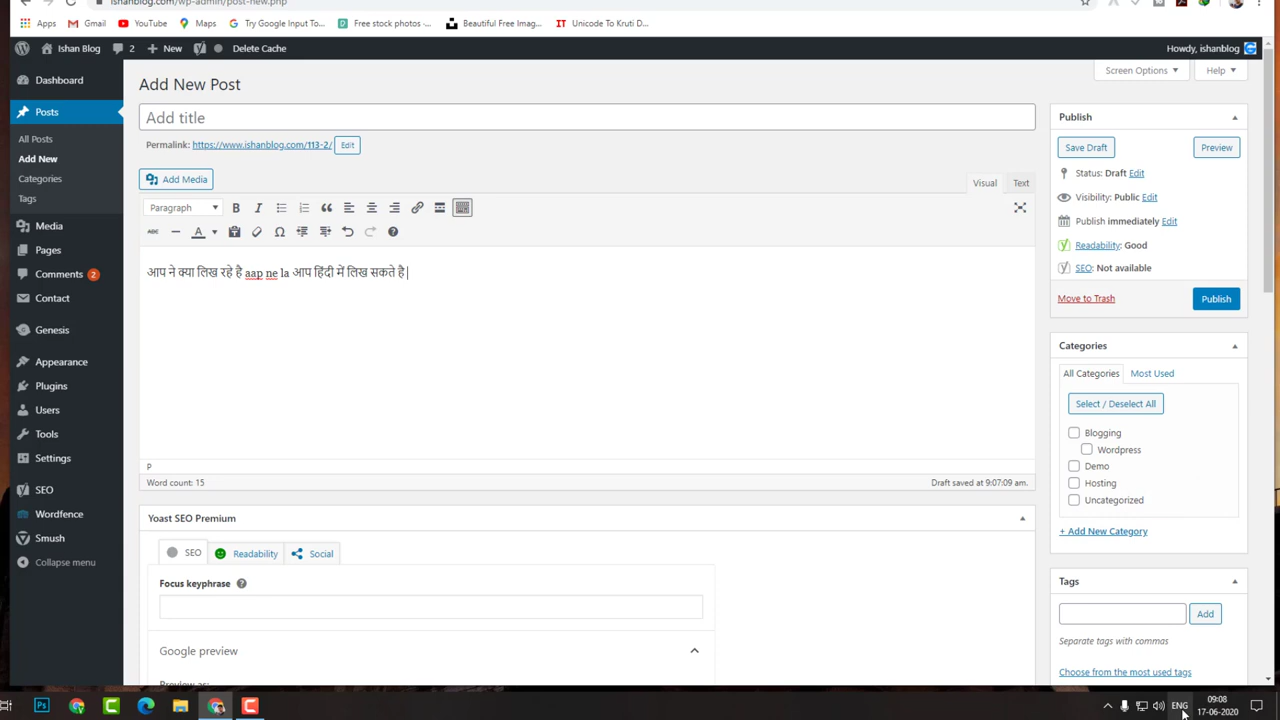 ishanblog.com/wp-admin/post-new.php
Apps
Gmail
YouTube
Maps
Try Google Input To...
Free stock photos -...
Beautiful Free Imag...
IT Unicode To Kruti D...
Ishan Blog
2
New
Delete Cache
Howdy, ishanblog
Dashboard
Posts
All Posts
Add New
Categories
Tags
Media
Pages
Comments 2
Contact
Genesis
Appearance
Plugins
Users
Tools
Settings
SEO
Wordfence
Smush
Collapse menu
Screen Options
Help
Add New Post
Add title
Permalink: https://www.ishanblog.com/113-2/ Edit
Add Media
Visual
Text
Paragraph
B I
ABC
A
आप ने क्या लिख रहे है aap ne la आप हिंदी में लिख सकते है
P
Word count: 15
Draft saved at 9:07:09 am.
Yoast SEO Premium
SEO
Readability
Social
Focus keyphrase
Google preview
Preview as:
Publish
Save Draft
Preview
Status: Draft Edit
Visibility: Public Edit
Publish immediately Edit
Readability: Good
SEO: Not available
Move to Trash
Publish
Categories
All Categories
Most Used
Select / Deselect All
Blogging
Wordpress
Demo
Hosting
Uncategorized
+ Add New Category
Tags
Add
Separate tags with commas
Choose from the most used tags
Ps
C
C
ENG
09:08
17-06-2020